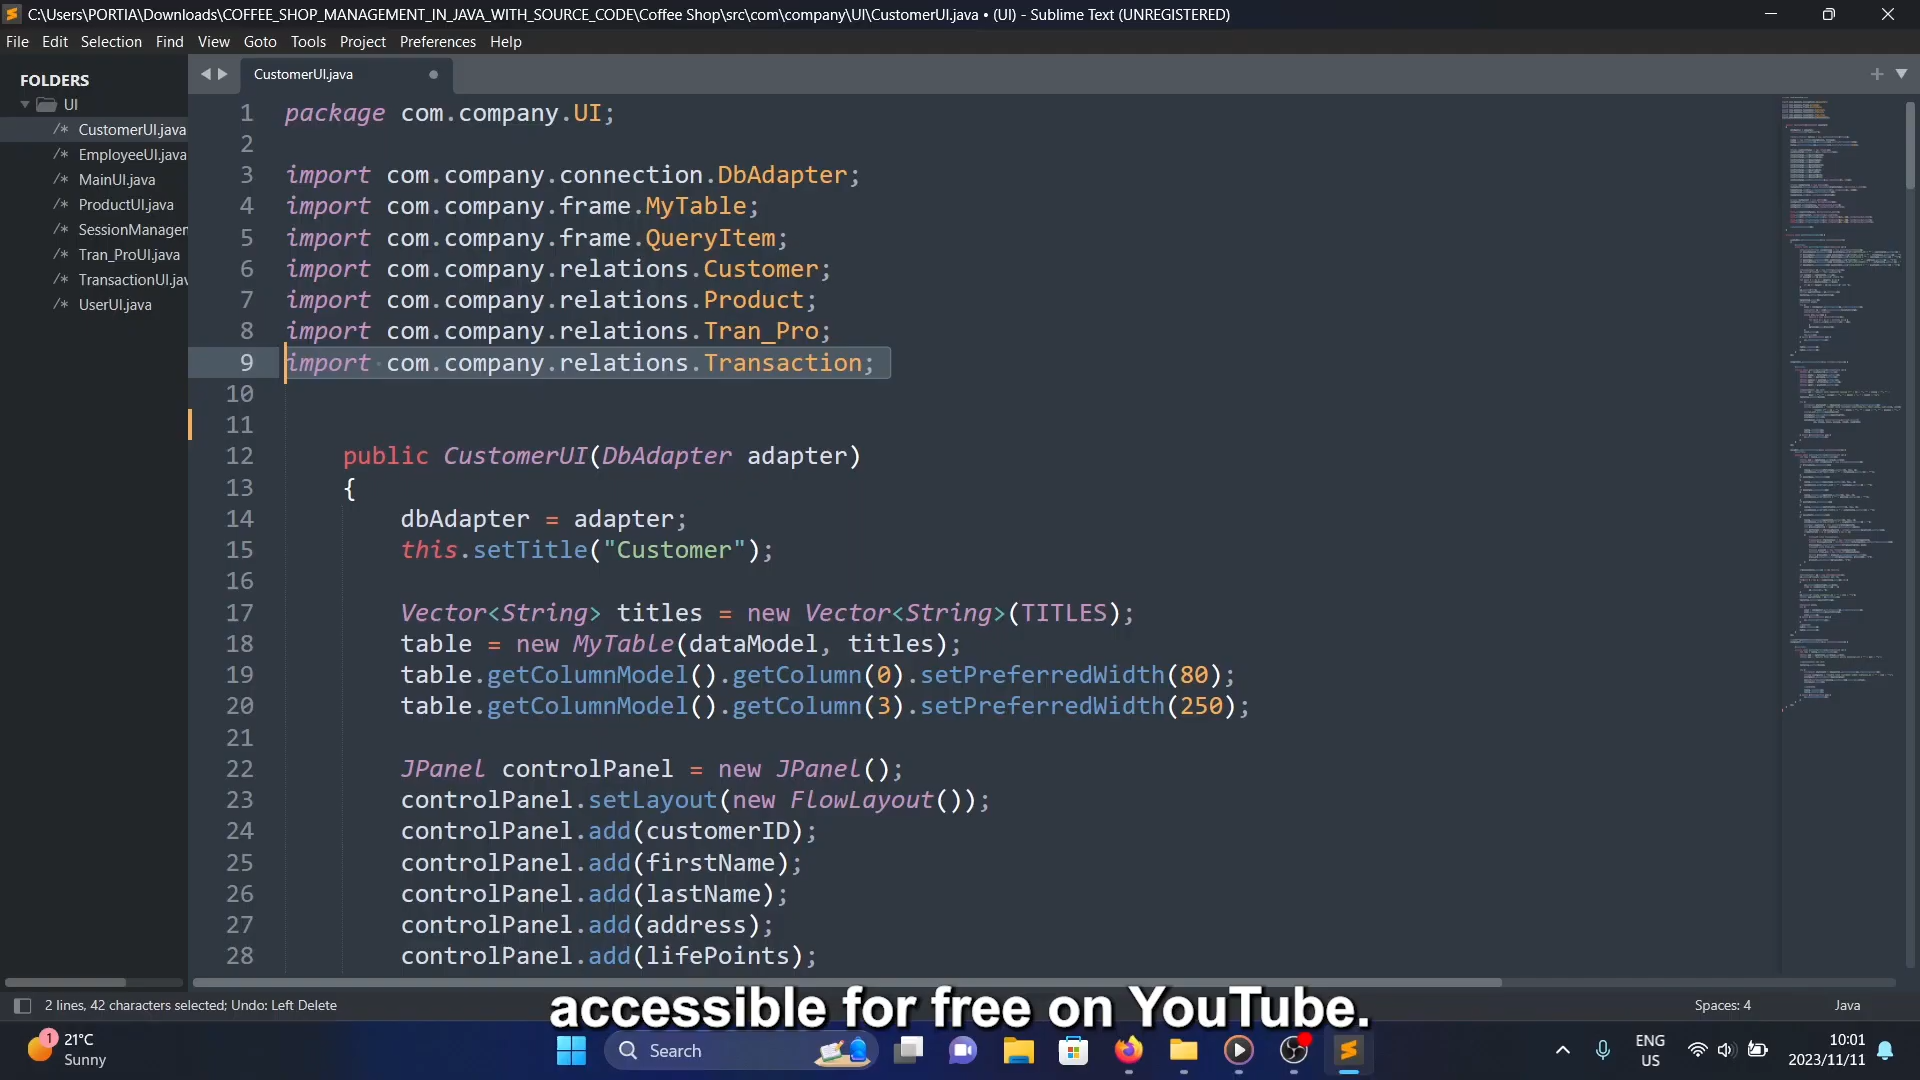 C:\Users\PORTIA\Downloads\COFFEE_SHOP_MANAGEMENT_IN_JAVA_WITH_SOURCE_CODE\Coffee Shop\src\com\company\UI\CustomerUI.java • (UI) - Sublime Text (UNREGISTERED)
File Edit Selection Find View Goto Tools Project Preferences Help
FOLDERS
UI
/* CustomerUI.java
/* EmployeeUI.java
/* MainUI.java
/* ProductUI.java
/* SessionManager
/* Tran_ProUI.java
/* TransactionUI.jav
/* UserUI.java
CustomerUI.java
1 package com.company.UI;
2
3 import com.company.connection.DbAdapter;
4 import com.company.frame.MyTable;
5 import com.company.frame.QueryItem;
6 import com.company.relations.Customer;
7 import com.company.relations.Product;
8 import com.company.relations.Tran_Pro;
9 import com.company.relations.Transaction;
10
11
12 public CustomerUI(DbAdapter adapter)
13 {
14 dbAdapter = adapter;
15 this.setTitle("Customer");
16
17 Vector<String> titles = new Vector<String>(TITLES);
18 table = new MyTable(dataModel, titles);
19 table.getColumnModel().getColumn(0).setPreferredWidth(80);
20 table.getColumnModel().getColumn(3).setPreferredWidth(250);
21
22 JPanel controlPanel = new JPanel();
23 controlPanel.setLayout(new FlowLayout());
24 controlPanel.add(customerID);
25 controlPanel.add(firstName);
26 controlPanel.add(lastName);
27 controlPanel.add(address);
28 controlPanel.add(lifePoints);
2 lines, 42 characters selected; Undo: Left Delete
Spaces: 4
Java
accessible for free on YouTube.
1
21°C
Sunny
Search
ENG
US
10:01
2023/11/11